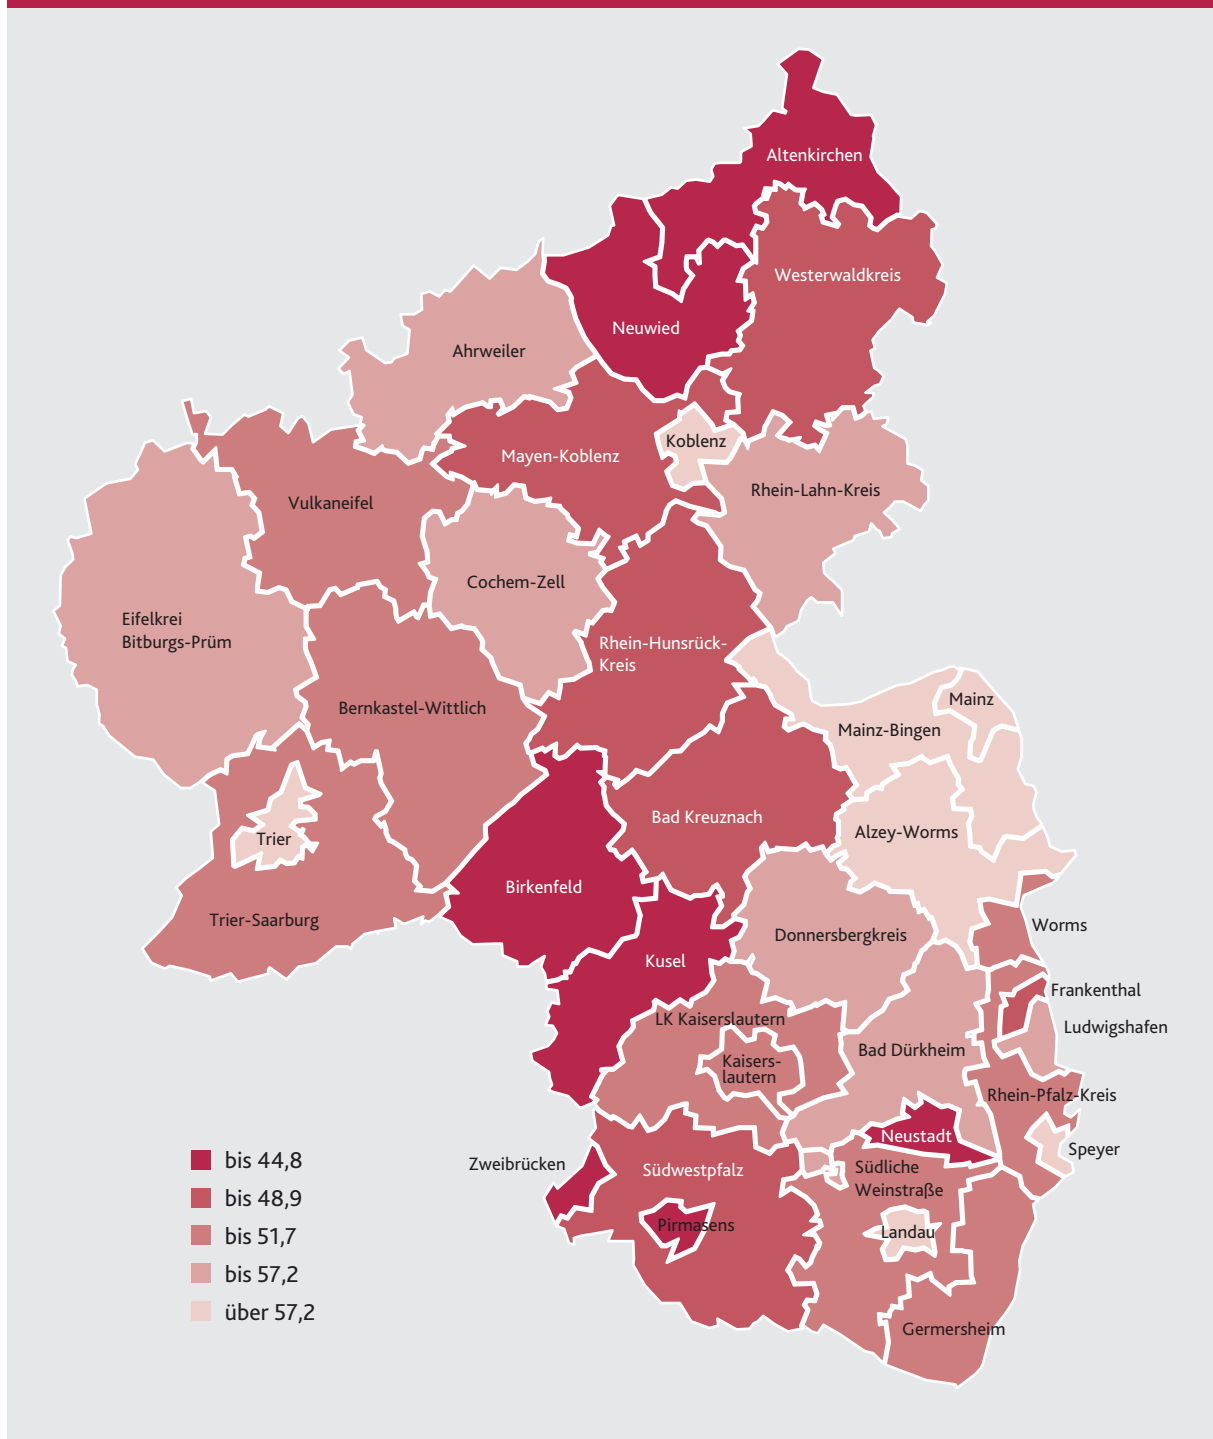 Altenkirchen
Westerwaldkreis
Neuwied
Ahrweiler
Koblenz
Mayen-Koblenz
Rhein-Lahn-Kreis
Vulkaneifel
Cochem-Zell
Eifelkrei
Bitburgs-Prüm
Rhein-Hunsrück-
Kreis
Mainz
Bernkastel-Wittlich
Mainz-Bingen
Bad Kreuznach
Alzey-Worms
Trier
Birkenfeld
Trier-Saarburg
Worms
Donnersbergkreis
Kusel
Frankenthal
LK Kaiserslautern
Ludwigshafen
Bad Dürkheim
Kaisers-
lautern
Rhein-Pfalz-Kreis
Neustadt
Speyer
Zweibrücken
Südwestpfalz
Südliche
Weinstraße
Pirmasens
Landau
Germersheim
bis 44,8
bis 48,9
bis 51,7
bis 57,2
über 57,2